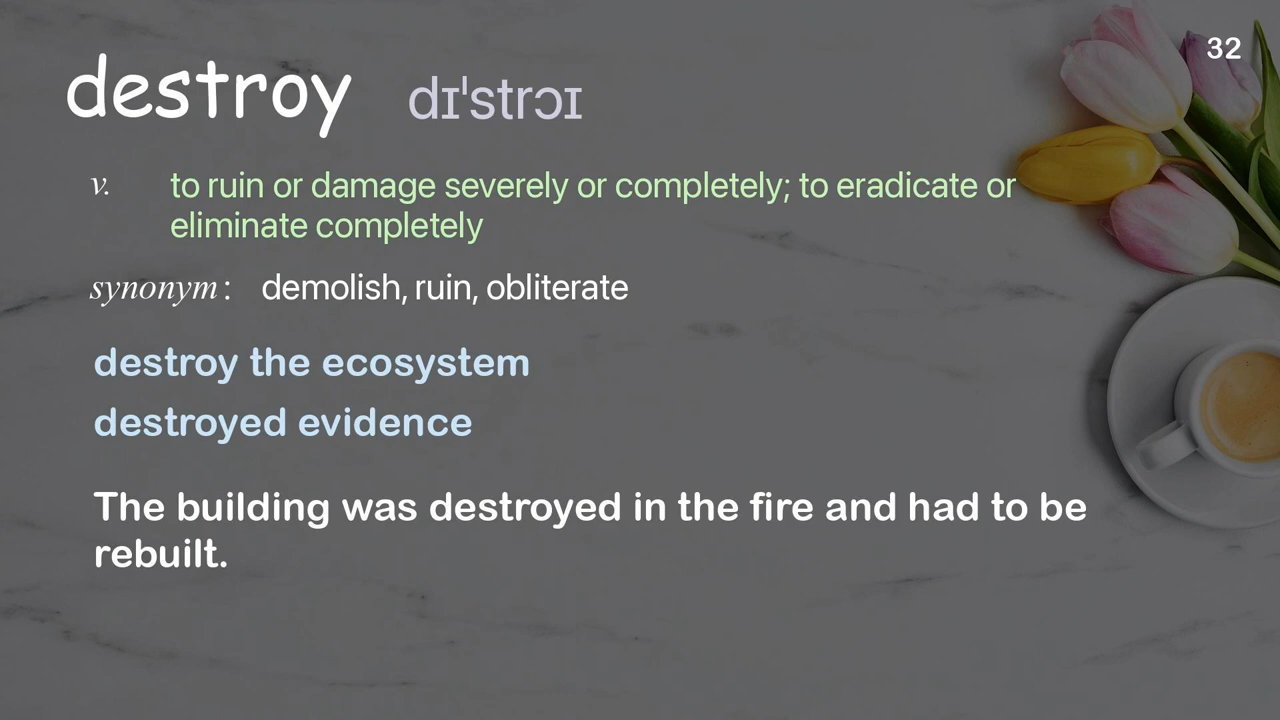 32
destroy dɪˈstrɔɪ
v. to ruin or damage severely or completely; to eradicate or
eliminate completely
synonym: demolish, ruin, obliterate
destroy the ecosystem
destroyed evidence
The building was destroyed in the fire and had to be
rebuilt.